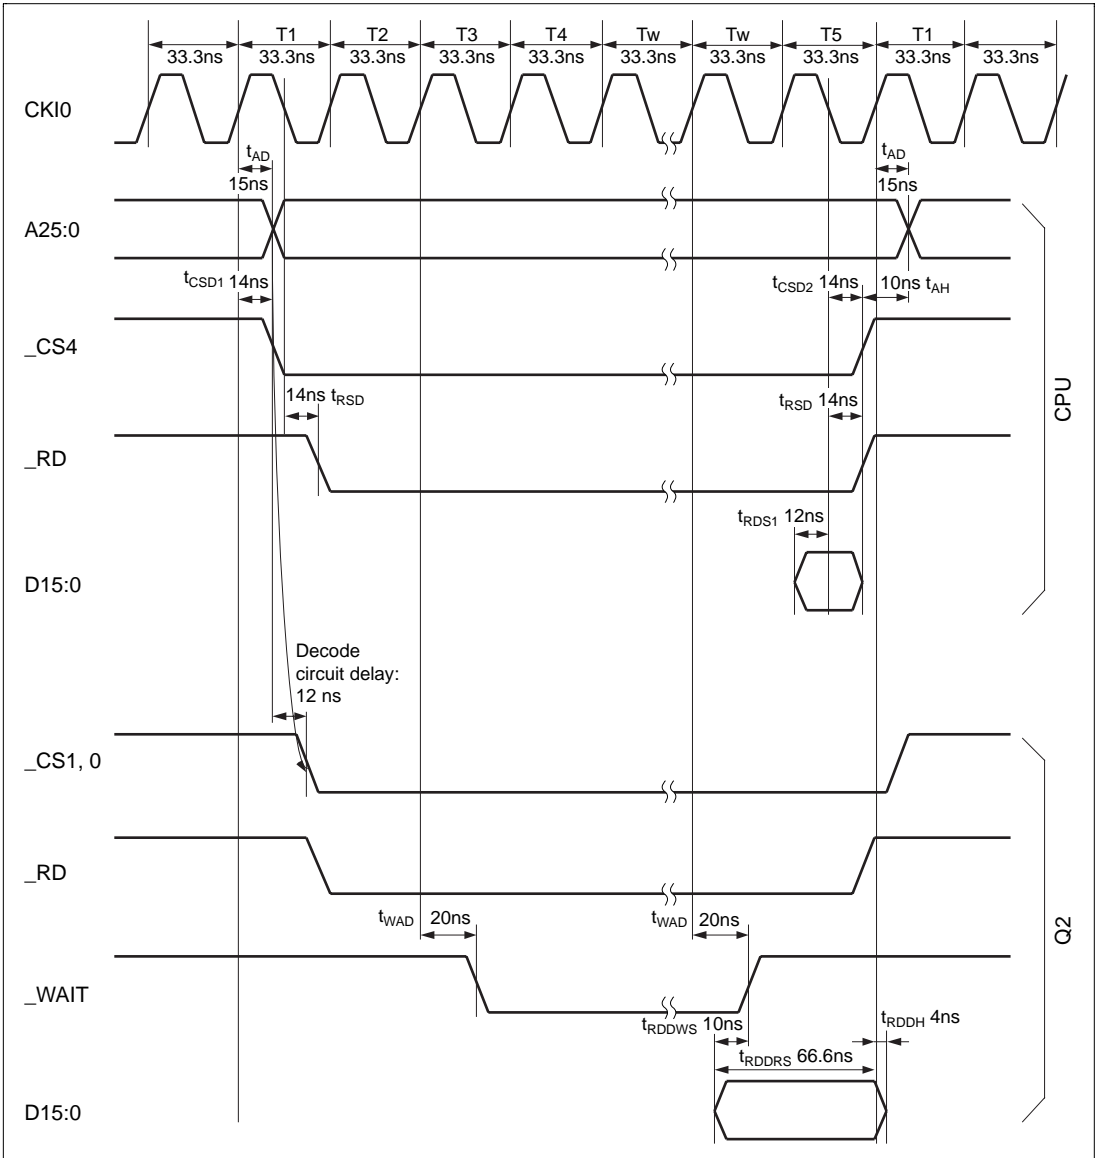 T1 T2 T3 T4 Tw Tw T5 T1
33.3ns 33.3ns 33.3ns 33.3ns 33.3ns 33.3ns 33.3ns 33.3ns 33.3ns 33.3ns
CKI0
tAD tAD
15ns 15ns
A25:0
tCSD1 14ns tCSD2 14ns 10ns tAH
_CS4
14ns tRSD tRSD 14ns
CPU
_RD
tRDS1 12ns
D15:0
Decode
circuit delay:
12 ns
_CS1, 0
_RD
tWAD 20ns tWAD 20ns
Q2
_WAIT
tRDDWS 10ns tRDDH 4ns
tRDDRS 66.6ns
D15:0